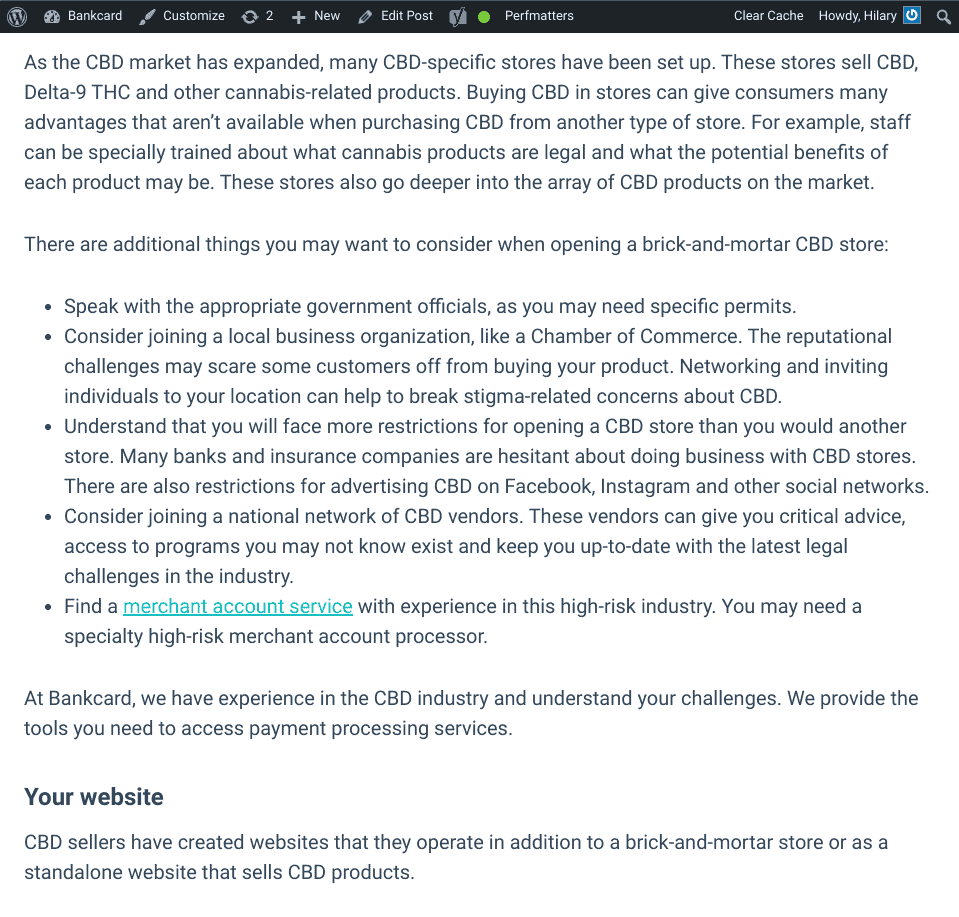 Bankcard Customize 2 New Edit Post Perfmatters Clear Cache Howdy, Hilary
As the CBD market has expanded, many CBD-specific stores have been set up. These stores sell CBD,
Delta-9 THC and other cannabis-related products. Buying CBD in stores can give consumers many
advantages that aren’t available when purchasing CBD from another type of store. For example, staff
can be specially trained about what cannabis products are legal and what the potential benefits of
each product may be. These stores also go deeper into the array of CBD products on the market.
There are additional things you may want to consider when opening a brick-and-mortar CBD store:
• Speak with the appropriate government officials, as you may need specific permits.
• Consider joining a local business organization, like a Chamber of Commerce. The reputational
challenges may scare some customers off from buying your product. Networking and inviting
individuals to your location can help to break stigma-related concerns about CBD.
• Understand that you will face more restrictions for opening a CBD store than you would another
store. Many banks and insurance companies are hesitant about doing business with CBD stores.
There are also restrictions for advertising CBD on Facebook, Instagram and other social networks.
• Consider joining a national network of CBD vendors. These vendors can give you critical advice,
access to programs you may not know exist and keep you up-to-date with the latest legal
challenges in the industry.
• Find a merchant account service with experience in this high-risk industry. You may need a
specialty high-risk merchant account processor.
At Bankcard, we have experience in the CBD industry and understand your challenges. We provide the
tools you need to access payment processing services.
Your website
CBD sellers have created websites that they operate in addition to a brick-and-mortar store or as a
standalone website that sells CBD products.